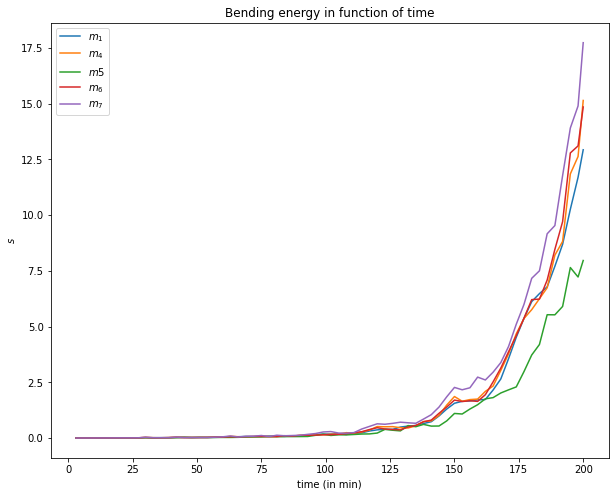 Bending energy in function of time
m₁
m₄
m5
m₆
m₇
17.5
15.0
12.5
10.0
7.5
5.0
2.5
0.0
s
0 25 50 75 100 125 150 175 200
time (in min)